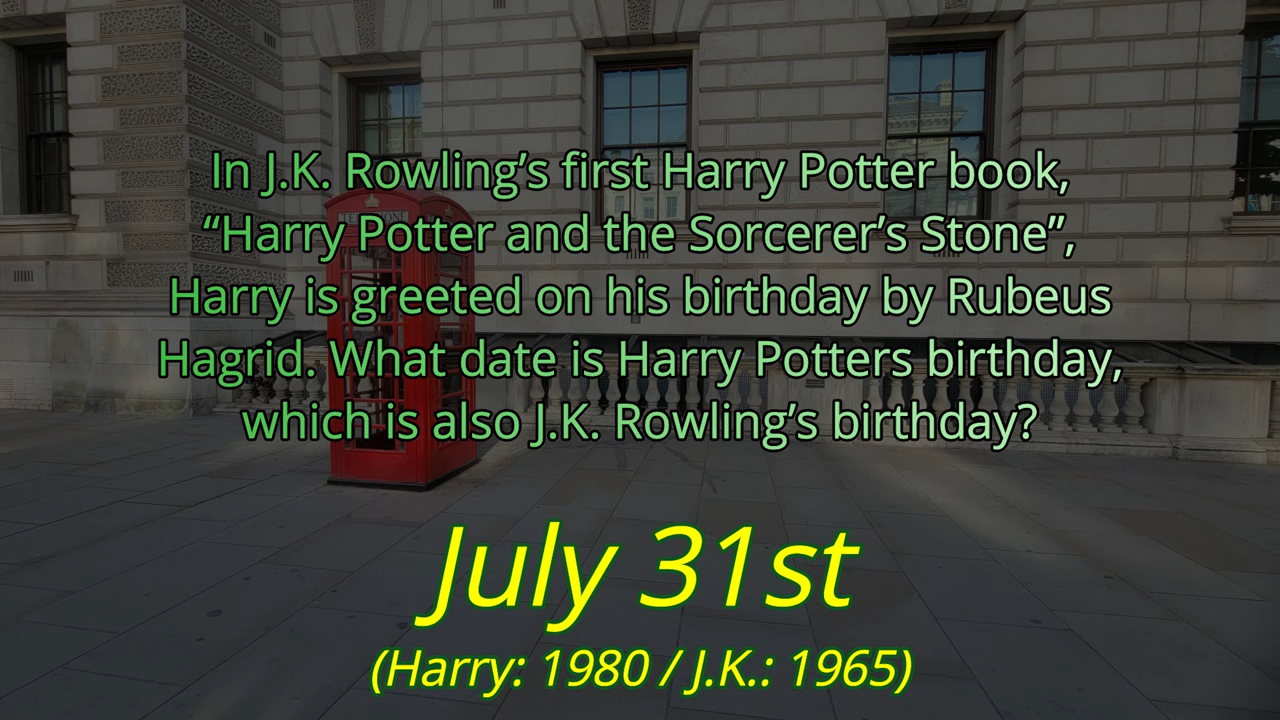 In J.K. Rowling’s first Harry Potter book,
“Harry Potter and the Sorcerer’s Stone”,
Harry is greeted on his birthday by Rubeus
Hagrid. What date is Harry Potters birthday,
which is also J.K. Rowling’s birthday?
July 31st
(Harry: 1980 / J.K.: 1965)